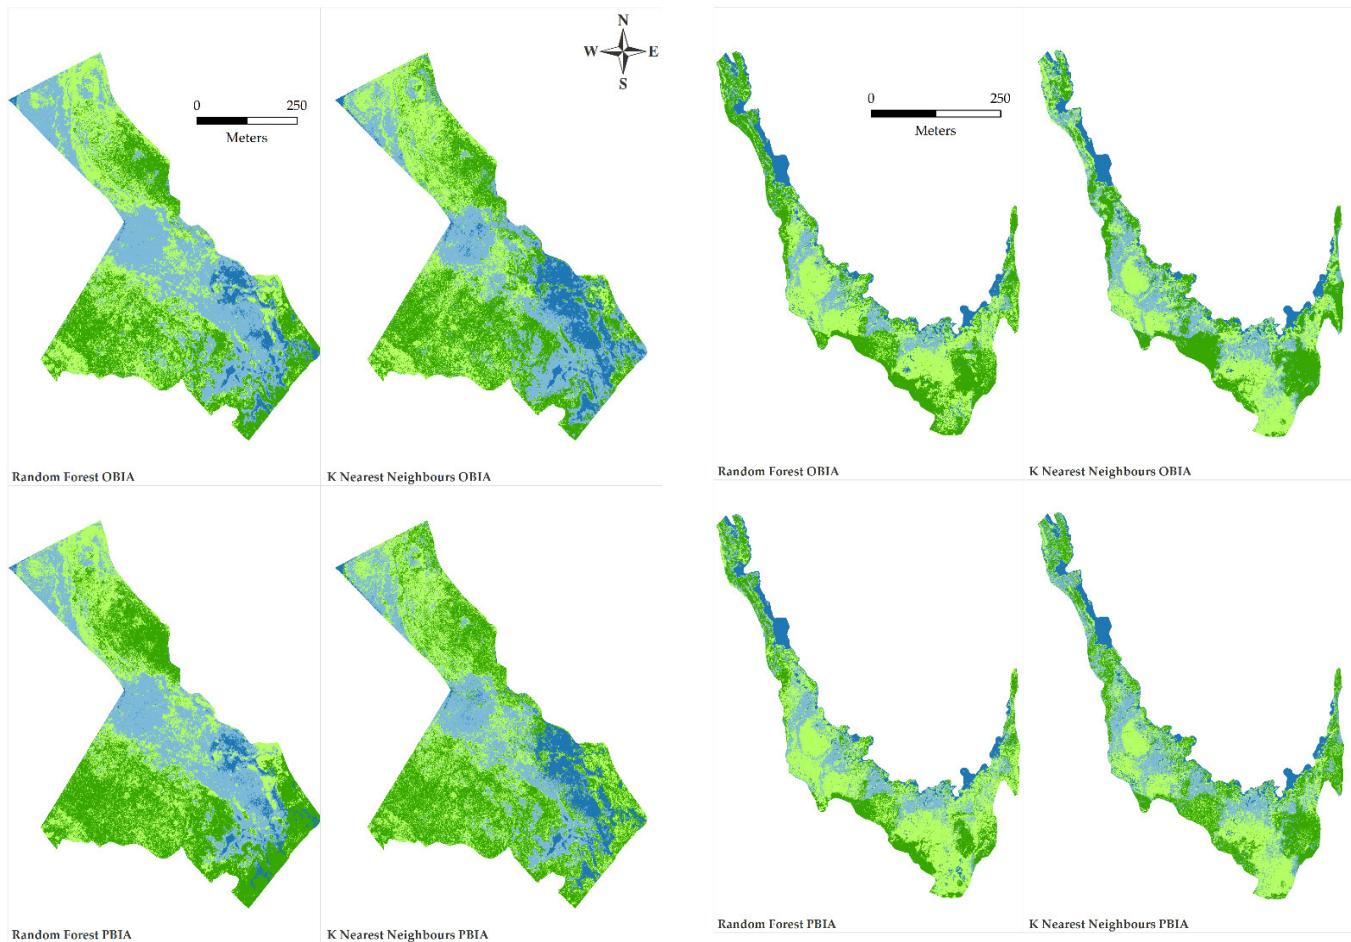 N
W E
S
0 250
Meters
0 250
Meters
Random Forest OBIA
K Nearest Neighbours OBIA
Random Forest OBIA
K Nearest Neighbours OBIA
Random Forest PBIA
K Nearest Neighbours PBIA
Random Forest PBIA
K Nearest Neighbours PBIA